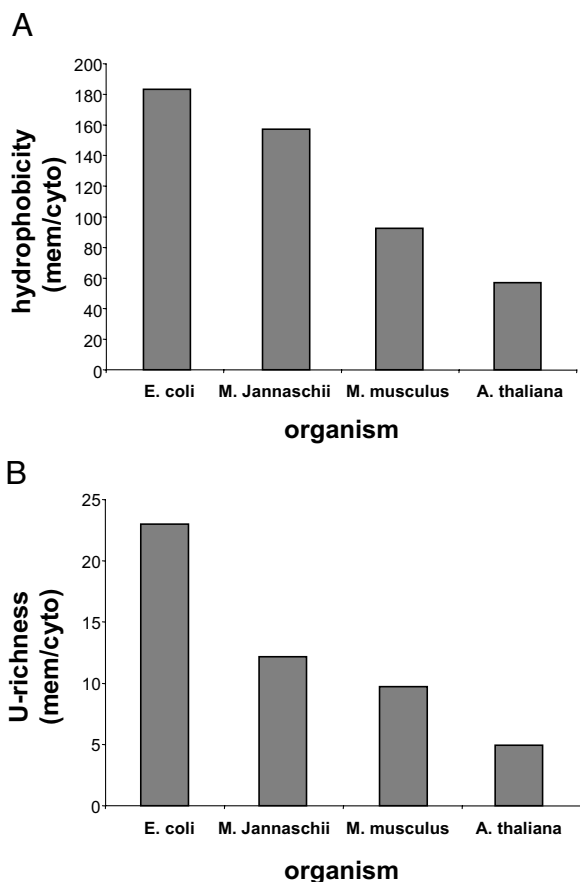 A
hydrophobicity
(mem/cyto)
200
180
160
140
120
100
80
60
40
20
0
E. coli M. Jannaschii M. musculus A. thaliana
organism
B
U-richness
(mem/cyto)
25
20
15
10
5
0
E. coli M. Jannaschii M. musculus A. thaliana
organism